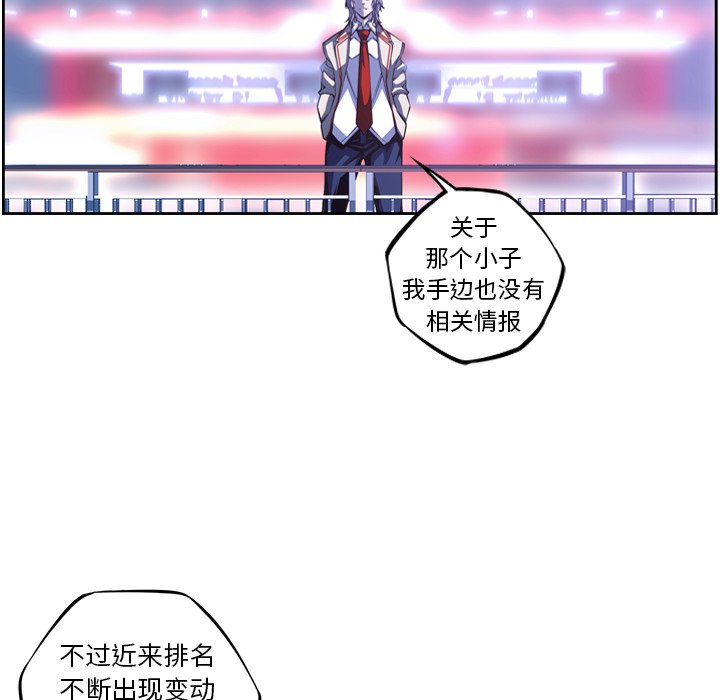 关于
那个小子
我手边也没有
相关情报
不过近来排名
不断出现变动